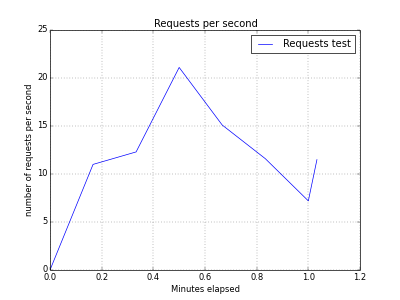 Requests per second
Requests test
number of requests per second
25
20
15
10
5
0
0.0 0.2 0.4 0.6 0.8 1.0 1.2
Minutes elapsed